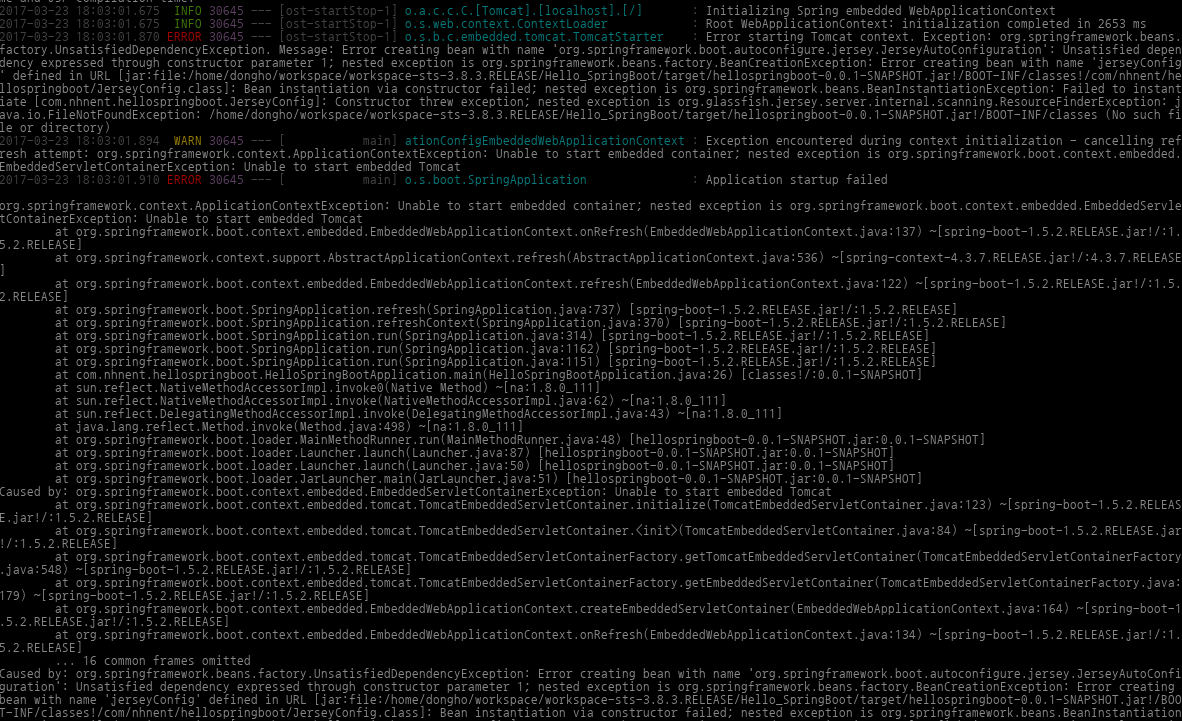 2017-03-23 18:03:01.675  INFO 30645 --- [ost-startStop-1] o.a.c.c.C.[Tomcat].[localhost].[/]       : Initializing Spring embedded WebApplicationContext
2017-03-23 18:03:01.675  INFO 30645 --- [ost-startStop-1] o.s.web.context.ContextLoader            : Root WebApplicationContext: initialization completed in 2653 ms
2017-03-23 18:03:01.870 ERROR 30645 --- [ost-startStop-1] o.s.b.c.embedded.tomcat.TomcatStarter    : Error starting Tomcat context. Exception: org.springframework.beans.
factory.UnsatisfiedDependencyException. Message: Error creating bean with name 'org.springframework.boot.autoconfigure.jersey.JerseyAutoConfiguration': Unsatisfied depen
dency expressed through constructor parameter 1; nested exception is org.springframework.beans.factory.BeanCreationException: Error creating bean with name 'jerseyConfig
' defined in URL [jar:file:/home/dongho/workspace/workspace-sts-3.8.3.RELEASE/Hello_SpringBoot/target/hellospringboot-0.0.1-SNAPSHOT.jar!/BOOT-INF/classes!/com/nhnent/he
llospringboot/JerseyConfig.class]: Bean instantiation via constructor failed; nested exception is org.springframework.beans.BeanInstantiationException: Failed to instant
iate [com.nhnent.hellospringboot.JerseyConfig]: Constructor threw exception; nested exception is org.glassfish.jersey.server.internal.scanning.ResourceFinderException: j
ava.io.FileNotFoundException: /home/dongho/workspace/workspace-sts-3.8.3.RELEASE/Hello_SpringBoot/target/hellospringboot-0.0.1-SNAPSHOT.jar!/BOOT-INF/classes (No such fi
le or directory)
2017-03-23 18:03:01.894  WARN 30645 --- [           main] ationConfigEmbeddedWebApplicationContext : Exception encountered during context initialization - cancelling ref
resh attempt: org.springframework.context.ApplicationContextException: Unable to start embedded container; nested exception is org.springframework.boot.context.embedded.
EmbeddedServletContainerException: Unable to start embedded Tomcat
2017-03-23 18:03:01.910 ERROR 30645 --- [           main] o.s.boot.SpringApplication               : Application startup failed
org.springframework.context.ApplicationContextException: Unable to start embedded container; nested exception is org.springframework.boot.context.embedded.EmbeddedServle
tContainerException: Unable to start embedded Tomcat
at org.springframework.boot.context.embedded.EmbeddedWebApplicationContext.onRefresh(EmbeddedWebApplicationContext.java:137) ~[spring-boot-1.5.2.RELEASE.jar!/:1.
5.2.RELEASE]
at org.springframework.context.support.AbstractApplicationContext.refresh(AbstractApplicationContext.java:536) ~[spring-context-4.3.7.RELEASE.jar!/:4.3.7.RELEASE
]
at org.springframework.boot.context.embedded.EmbeddedWebApplicationContext.refresh(EmbeddedWebApplicationContext.java:122) ~[spring-boot-1.5.2.RELEASE.jar!/:1.5.
2.RELEASE]
at org.springframework.boot.SpringApplication.refresh(SpringApplication.java:737) [spring-boot-1.5.2.RELEASE.jar!/:1.5.2.RELEASE]
at org.springframework.boot.SpringApplication.refreshContext(SpringApplication.java:370) [spring-boot-1.5.2.RELEASE.jar!/:1.5.2.RELEASE]
at org.springframework.boot.SpringApplication.run(SpringApplication.java:314) [spring-boot-1.5.2.RELEASE.jar!/:1.5.2.RELEASE]
at org.springframework.boot.SpringApplication.run(SpringApplication.java:1162) [spring-boot-1.5.2.RELEASE.jar!/:1.5.2.RELEASE]
at org.springframework.boot.SpringApplication.run(SpringApplication.java:1151) [spring-boot-1.5.2.RELEASE.jar!/:1.5.2.RELEASE]
at com.nhnent.hellospringboot.HelloSpringBootApplication.main(HelloSpringBootApplication.java:26) [classes!/:0.0.1-SNAPSHOT]
at sun.reflect.NativeMethodAccessorImpl.invoke0(Native Method) ~[na:1.8.0_111]
at sun.reflect.NativeMethodAccessorImpl.invoke(NativeMethodAccessorImpl.java:62) ~[na:1.8.0_111]
at sun.reflect.DelegatingMethodAccessorImpl.invoke(DelegatingMethodAccessorImpl.java:43) ~[na:1.8.0_111]
at java.lang.reflect.Method.invoke(Method.java:498) ~[na:1.8.0_111]
at org.springframework.boot.loader.MainMethodRunner.run(MainMethodRunner.java:48) [hellospringboot-0.0.1-SNAPSHOT.jar:0.0.1-SNAPSHOT]
at org.springframework.boot.loader.Launcher.launch(Launcher.java:87) [hellospringboot-0.0.1-SNAPSHOT.jar:0.0.1-SNAPSHOT]
at org.springframework.boot.loader.Launcher.launch(Launcher.java:50) [hellospringboot-0.0.1-SNAPSHOT.jar:0.0.1-SNAPSHOT]
at org.springframework.boot.loader.JarLauncher.main(JarLauncher.java:51) [hellospringboot-0.0.1-SNAPSHOT.jar:0.0.1-SNAPSHOT]
Caused by: org.springframework.boot.context.embedded.EmbeddedServletContainerException: Unable to start embedded Tomcat
at org.springframework.boot.context.embedded.tomcat.TomcatEmbeddedServletContainer.initialize(TomcatEmbeddedServletContainer.java:123) ~[spring-boot-1.5.2.RELEAS
E.jar!/:1.5.2.RELEASE]
at org.springframework.boot.context.embedded.tomcat.TomcatEmbeddedServletContainer.<init>(TomcatEmbeddedServletContainer.java:84) ~[spring-boot-1.5.2.RELEASE.jar
!/:1.5.2.RELEASE]
at org.springframework.boot.context.embedded.tomcat.TomcatEmbeddedServletContainerFactory.getTomcatEmbeddedServletContainer(TomcatEmbeddedServletContainerFactory
.java:548) ~[spring-boot-1.5.2.RELEASE.jar!/:1.5.2.RELEASE]
at org.springframework.boot.context.embedded.tomcat.TomcatEmbeddedServletContainerFactory.getEmbeddedServletContainer(TomcatEmbeddedServletContainerFactory.java:
179) ~[spring-boot-1.5.2.RELEASE.jar!/:1.5.2.RELEASE]
at org.springframework.boot.context.embedded.EmbeddedWebApplicationContext.createEmbeddedServletContainer(EmbeddedWebApplicationContext.java:164) ~[spring-boot-1
.5.2.RELEASE.jar!/:1.5.2.RELEASE]
at org.springframework.boot.context.embedded.EmbeddedWebApplicationContext.onRefresh(EmbeddedWebApplicationContext.java:134) ~[spring-boot-1.5.2.RELEASE.jar!/:1.
5.2.RELEASE]
... 16 common frames omitted
Caused by: org.springframework.beans.factory.UnsatisfiedDependencyException: Error creating bean with name 'org.springframework.boot.autoconfigure.jersey.JerseyAutoConfi
guration': Unsatisfied dependency expressed through constructor parameter 1; nested exception is org.springframework.beans.factory.BeanCreationException: Error creating
bean with name 'jerseyConfig' defined in URL [jar:file:/home/dongho/workspace/workspace-sts-3.8.3.RELEASE/Hello_SpringBoot/target/hellospringboot-0.0.1-SNAPSHOT.jar!/BOO
T-INF/classes!/com/nhnent/hellospringboot/JerseyConfig.class]: Bean instantiation via constructor failed; nested exception is org.springframework.beans.BeanInstantiation